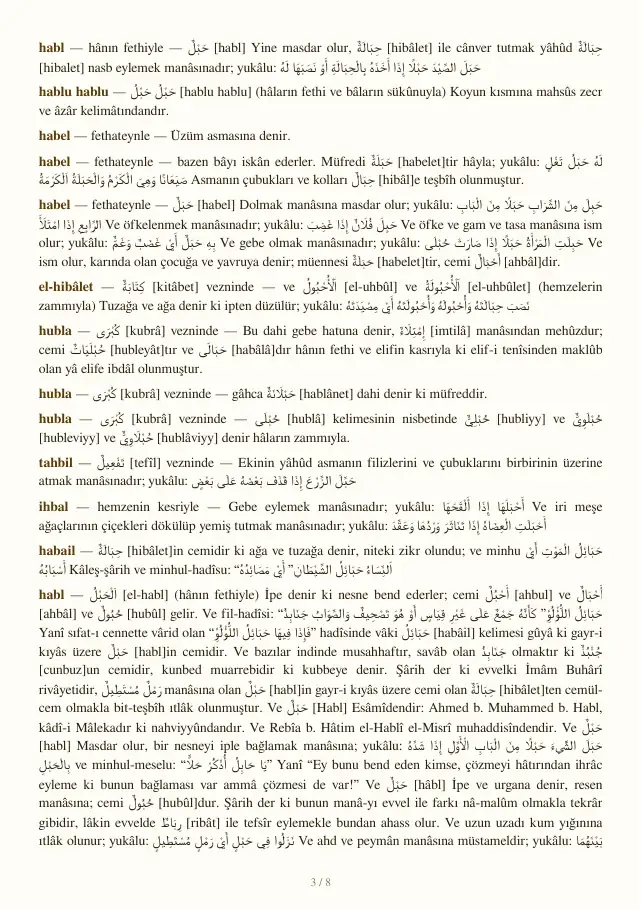 habl — hânın fethiyle — حَبْلٌ [habl] Yine masdar olur, حِبَالَةٌ [hibâlet] ile cânver tutmak yâhûd حِبَالَةٌ
[hibalet] nasb eylemek manâsınadır; yukâlu: حَبَلَ الصَّيْدَ حَبْلًا إِذَا أَخَذَهُ بِالْحِبَالَةِ أَوْ نَصَبَهَا لَهُ
hablu hablu — حَبْلُ حَبْلُ [hablu hablu] (hâların fethi ve bâların sükûnuyla) Koyun kısmına mahsûs zecr
ve âzâr kelimâtındandır.
habel — fethateynle — Üzüm asmasına denir.
habel — fethateynle — bazen bâyı iskân ederler. Müfredi حَبَلَةٌ [habelet]tir hâyla; yukâlu: لَهُ حَبَلٌ تَغُلُّ
صَيْعَانًا وَهِيَ الْكَرْمُ وَالْحَبَلَةُ اَلْكَرْمَةُ Asmanın çubukları ve kolları حِبَالٌ [hibâl]e teşbîh olunmuştur.
habel — fethateynle — حَبَلٌ [habel] Dolmak manâsına masdar olur; yukâlu: حَبِلَ مِنَ الشَّرَابِ حَبَلًا مِنَ الْبَابِ
الرَّابِعِ إِذَا امْتَلَأَ Ve öfkelenmek manâsınadır; yukâlu: حَبِلَ فُلَانٌ إِذَا غَضِبَ Ve öfke ve gam ve tasa manâsına ism
olur; yukâlu: بِهِ حَبَلٌ أَيْ غَضَبٌ وَغَمٌّ Ve gebe olmak manâsınadır; yukâlu: حَبِلَتِ الْمَرْأَةُ حَبَلًا إِذَا صَارَتْ حُبْلَى Ve
ism olur, karında olan çocuğa ve yavruya denir; müennesi حَبَلَةٌ [habelet]tir, cemi أَحْبَالٌ [ahbâl]dir.
el-hibâlet — كِتَابَةٌ [kitâbet] vezninde — ve اَلْأُحْبُولُ [el-uhbûl] ve اَلْأُحْبُولَةُ [el-uhbûlet] (hemzelerin
zammıyla) Tuzağa ve ağa denir ki ipten düzülür; yukâlu: نَصَبَ حِبَالَتَهُ وَأُحْبُولَهُ وَأُحْبُولَتَهُ أَيْ مِصْيَدَتَهُ
hubla — كُبْرَى [kubrâ] vezninde — Bu dahi gebe hatuna denir, إِمْتِلَاءٌ [imtilâ] manâsından mehûzdur;
cemi حُبْلَيَاتٌ [hubleyât]tır ve حَبَالَى [habâlâ]dır hânın fethi ve elifin kasrıyla ki elif-i tenîsinden maklûb
olan yâ elife ibdâl olunmuştur.
hubla — كُبْرَى [kubrâ] vezninde — gâhca حَبْلَانَةٌ [hablânet] dahi denir ki müfreddir.
hubla — كُبْرَى [kubrâ] vezninde — حُبْلَى [hublâ] kelimesinin nisbetinde حُبْلِيٌّ [hubliyy] ve حُبْلَوِيٌّ
[hubleviyy] ve حُبْلَاوِيٌّ [hublâviyy] denir hâların zammıyla.
tahbil — تَفْعِيلٌ [tefîl] vezninde — Ekinin yâhûd asmanın filizlerini ve çubuklarını birbirinin üzerine
atmak manâsınadır; yukâlu: حَبَّلَ الزَّرْعَ إِذَا قَذَفَ بَعْضَهُ عَلَى بَعْضٍ
ihbal — hemzenin kesriyle — Gebe eylemek manâsınadır; yukâlu: أَحْبَلَهَا إِذَا أَلْقَحَهَا Ve iri meşe
ağaçlarının çiçekleri dökülüp yemiş tutmak manâsınadır; yukâlu: أَحْبَلَتِ الْعِضَاهُ إِذَا تَنَاثَرَ وَرْدُهَا وَعَقَدَ
habail — حِبَالَةٌ [hibâlet]in cemidir ki ağa ve tuzağa denir, niteki zikr olundu; ve minhu حَبَائِلُ الْمَوْتِ أَيْ
أَسْبَابُهُ Kâleş-şârih ve minhul-hadîsu: “اَلنِّسَاءُ حَبَائِلُ الشَّيْطَانِ” أَيْ مَصَائِدُهُ
habl — اَلْحَبْلُ [el-habl] (hânın fethiyle) İpe denir ki nesne bend ederler; cemi أَحْبُلٌ [ahbul] ve أَحْبَالٌ
[ahbâl] ve حُبُولٌ [hubûl] gelir. Ve fil-hadîsi: “حَبَائِلُ اللُّؤْلُؤِ” كَأَنَّهُ جَمْعٌ عَلَى غَيْرِ قِيَاسٍ أَوْ هُوَ تَصْحِيفٌ وَالصَّوَابُ جَنَابِذُ
Yanî sıfat-ı cennette vârid olan “فَإِذَا فِيهَا حَبَائِلُ اللُّؤْلُؤِ” hadîsinde vâki حَبَائِلُ [habâil] kelimesi gûyâ ki gayr-i
kıyâs üzere حَبْلٌ [habl]in cemidir. Ve bazılar indinde musahhaftır, savâb olan جَنَابِذُ olmaktır ki جُنْبُذٌ
[cunbuz]un cemidir, kunbed muarrebidir ki kubbeye denir. Şârih der ki evvelki İmâm Buhârî
rivâyetidir, رَمْلٌ مُسْتَطِيلٌ manâsına olan حَبْلٌ [habl]in gayr-i kıyâs üzere cemi olan حِبَالَةٌ [hibâlet]ten cemül-
cem olmakla bit-teşbîh ıtlâk olunmuştur. Ve حَبْلٌ [Habl] Esâmîdendir: Ahmed b. Muhammed b. Habl,
kâdî-i Mâlekadır ki nahviyyûndandır. Ve Rebîa b. Hâtim el-Hablî el-Misrî muhaddisîndendir. Ve حَبْلٌ
[habl] Masdar olur, bir nesneyi iple bağlamak manâsına; yukâlu: حَبَلَ الشَّيْءَ حَبْلًا مِنَ الْبَابِ الْأَوَّلِ إِذَا شَدَّهُ
بِالْحَبْلِ ve minhul-meselu: “يَا حَابِلُ أُذْكُرْ حَلًّا” Yanî “Ey bunu bend eden kimse, çözmeyi hâtırından ihrâc
eyleme ki bunun bağlaması var ammâ çözmesi de var!” Ve حَبْلٌ [hâbl] İpe ve urgana denir, resen
manâsına; cemi حُبُولٌ [hubûl]dur. Şârih der ki bunun manâ-yı evvel ile farkı nâ-malûm olmakla tekrâr
gibidir, lâkin evvelde رِبَاطٌ [ribât] ile tefsîr eylemekle bundan ahass olur. Ve uzun uzadı kum yığınına
ıtlâk olunur; yukâlu: نَزَلُوا فِي حَبْلٍ أَيْ رَمْلٍ مُسْتَطِيلٍ Ve ahd ve peymân manâsına müstameldir; yukâlu: بَيْنَهُمَا
3 / 8